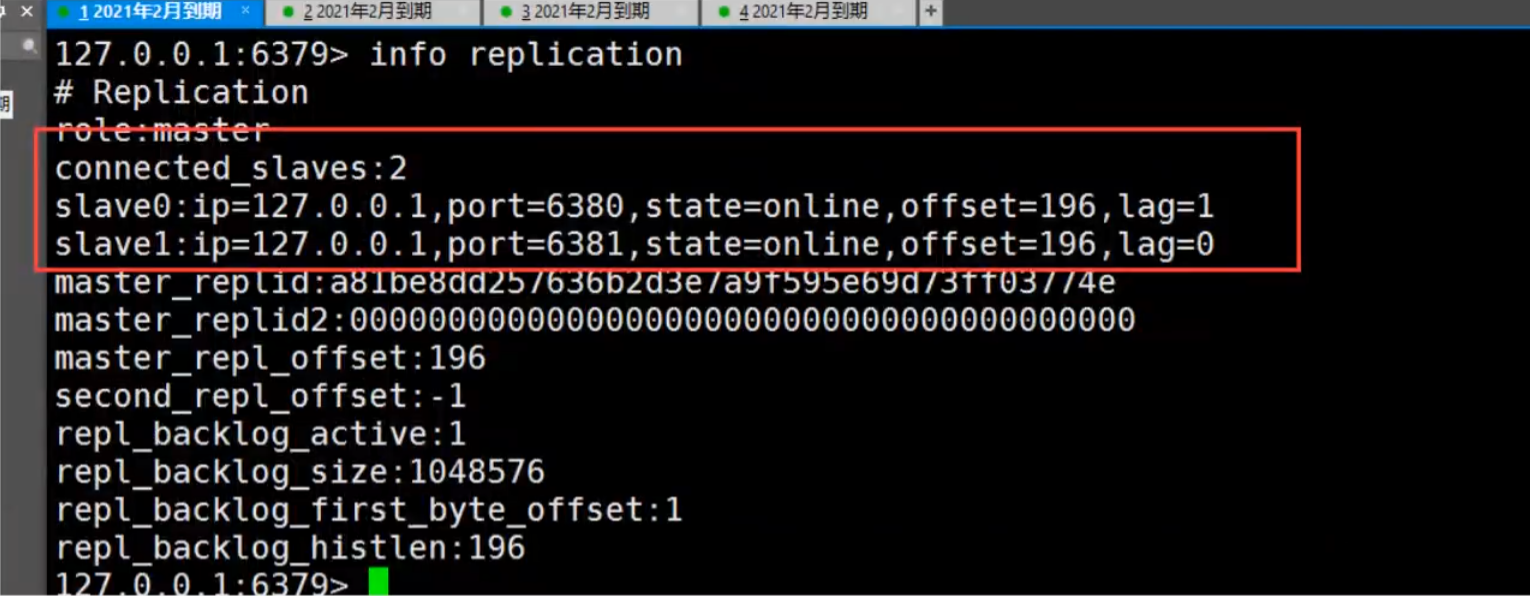 1 2021年2月到期 × 2 2021年2月到期 3 2021年2月到期 4 2021年2月到期 +
127.0.0.1:6379> info replication
# Replication
期
role:master
connected_slaves:2
slave0:ip=127.0.0.1,port=6380,state=online,offset=196,lag=1
slave1:ip=127.0.0.1,port=6381,state=online,offset=196,lag=0
master_replid:a81be8dd257636b2d3e7a9f595e69d73ff03774e
master_replid2:0000000000000000000000000000000000000000
master_repl_offset:196
second_repl_offset:-1
repl_backlog_active:1
repl_backlog_size:1048576
repl_backlog_first_byte_offset:1
repl_backlog_histlen:196
127.0.0.1:6379>